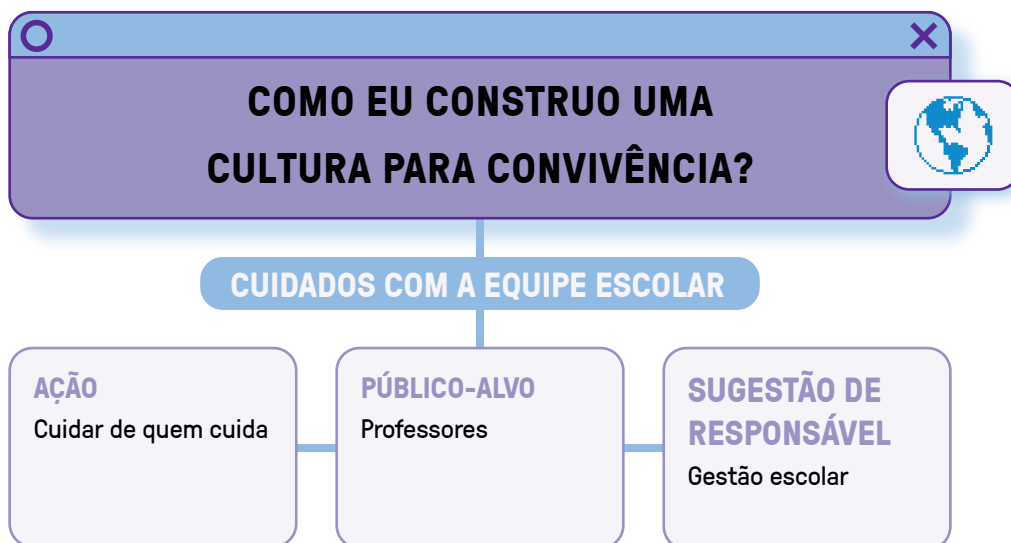 COMO EU CONSTRUO UMA
CULTURA PARA CONVIVÊNCIA?
CUIDADOS COM A EQUIPE ESCOLAR
AÇÃO
Cuidar de quem cuida
PÚBLICO-ALVO
Professores
SUGESTÃO DE
RESPONSÁVEL
Gestão escolar